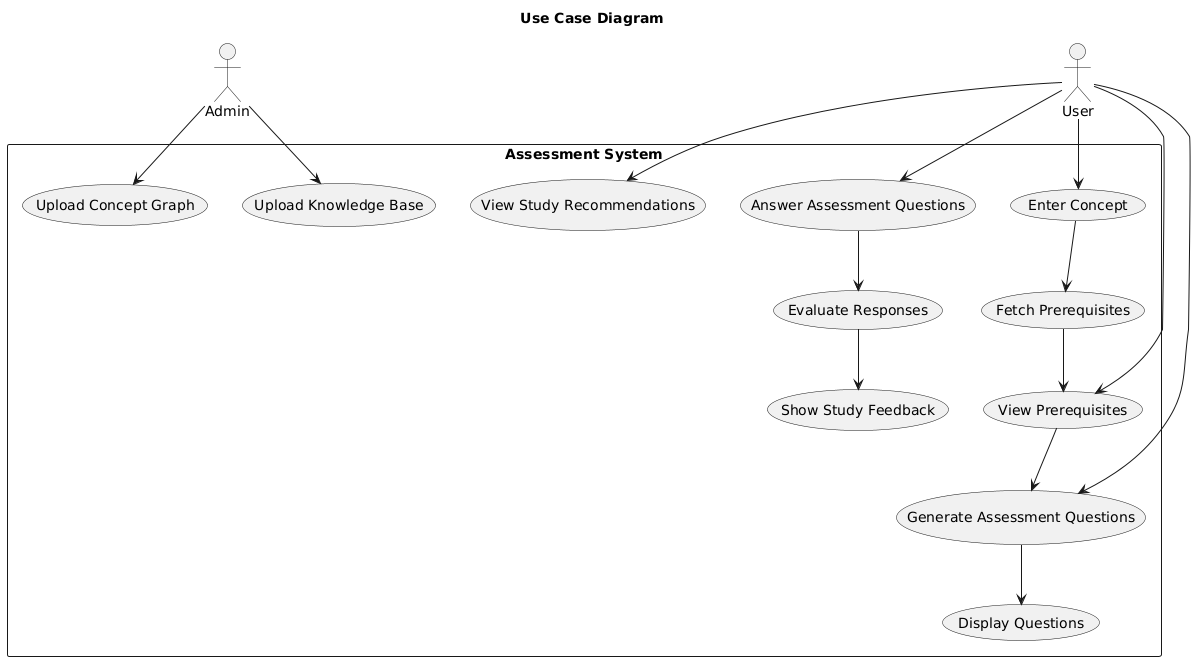 Use Case Diagram
Admin
User
Assessment System
Upload Concept Graph
Upload Knowledge Base
View Study Recommendations
Answer Assessment Questions
Enter Concept
Evaluate Responses
Fetch Prerequisites
Show Study Feedback
View Prerequisites
Generate Assessment Questions
Display Questions